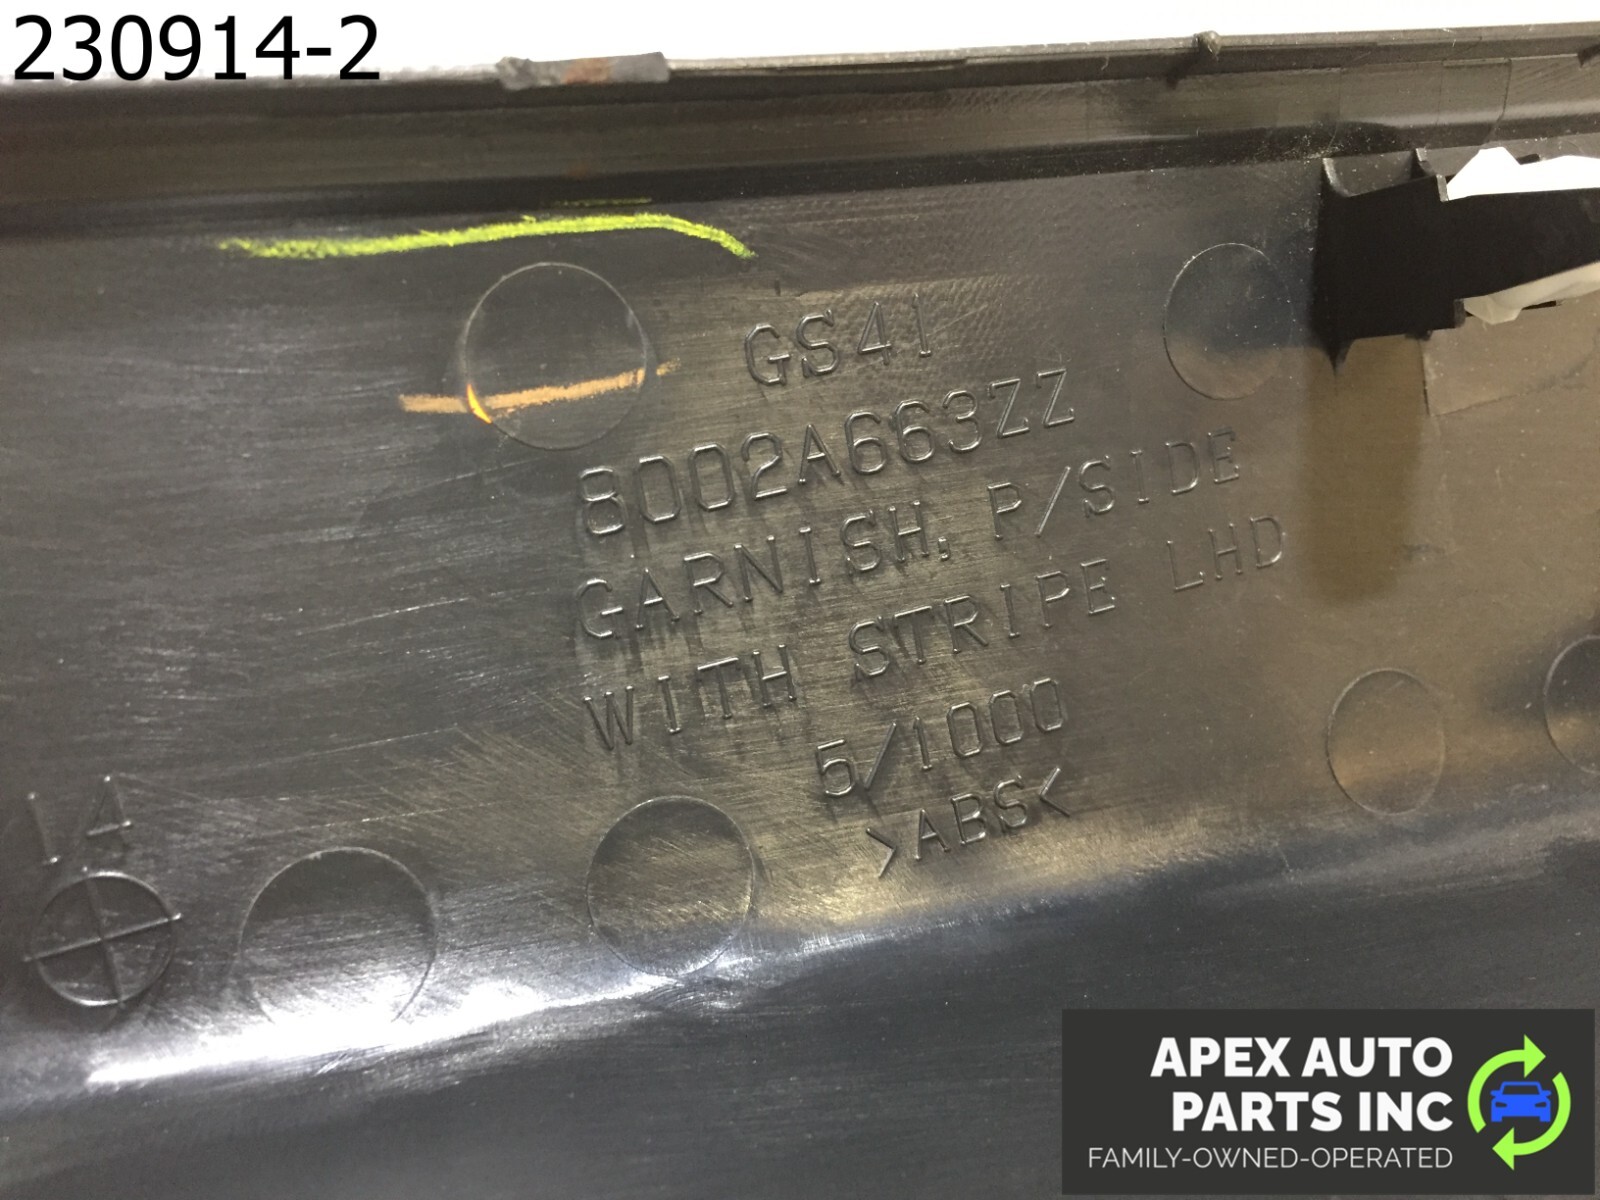 230914-2
GS41
8002A663ZZ
GARNISH, P/SIDE
WITH STRIPE LHD
5/1000
>ABS<
1A
APEX AUTO
PARTS INC
FAMILY-OWNED-OPERATED